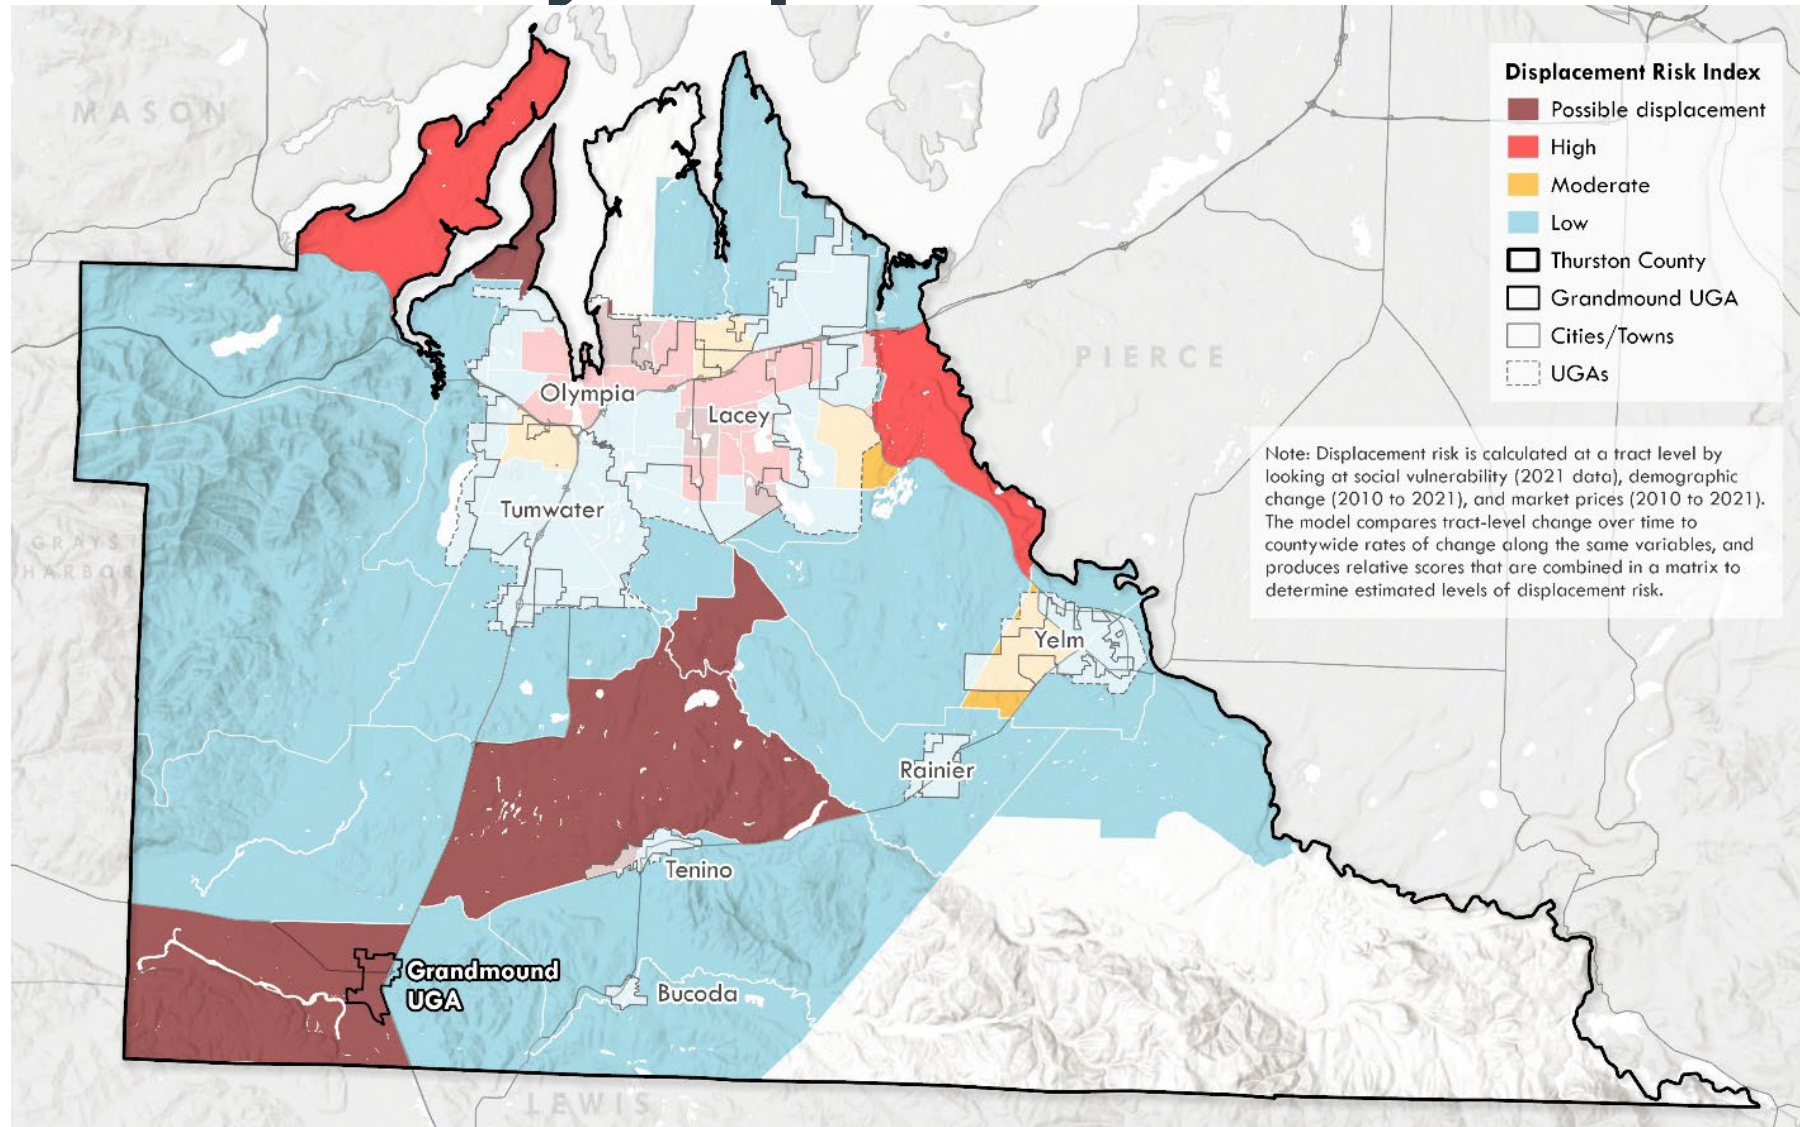 Displacement Risk Index
Possible displacement
High
Moderate
Low
Thurston County
Grandmound UGA
Cities/Towns
UGAs
Note: Displacement risk is calculated at a tract level by
looking at social vulnerability (2021 data), demographic
change (2010 to 2021), and market prices (2010 to 2021).
The model compares tract-level change over time to
countywide rates of change along the same variables, and
produces relative scores that are combined in a matrix to
determine estimated levels of displacement risk.
MASON
PIERCE
GRAYS
HARBOR
Olympia
Lacey
Tumwater
Yelm
Rainier
Tenino
Grandmound
UGA
Bucoda
LEWIS